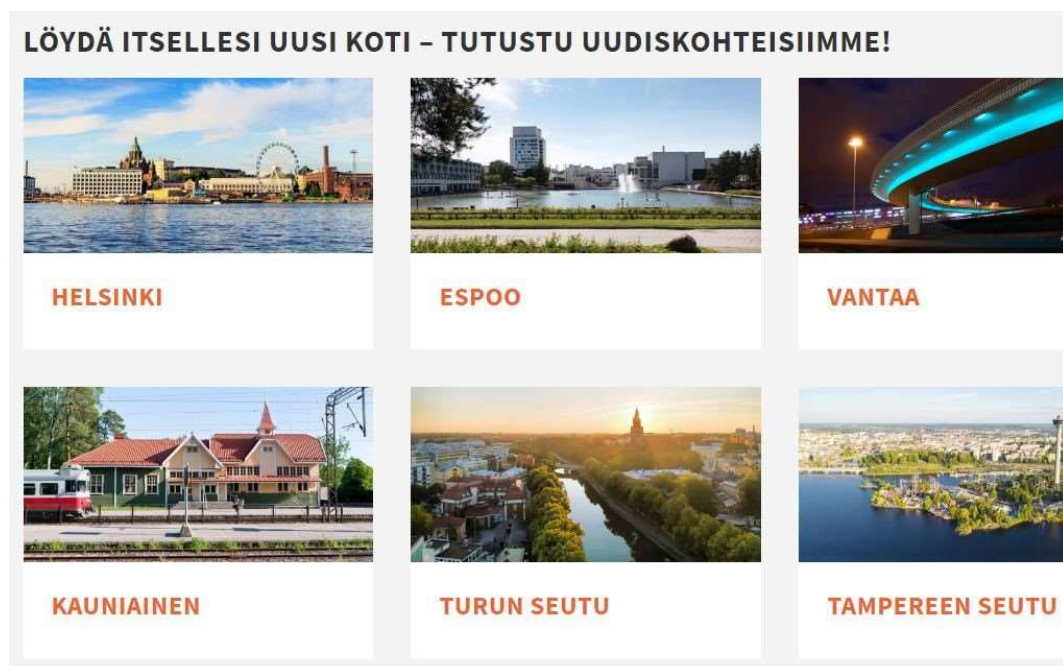 LÖYDÄ ITSELLESI UUSI KOTI – TUTUSTU UUDISKOHTEISIIMME!
HELSINKI
ESPOO
VANTAA
KAUNIAINEN
TURUN SEUTU
TAMPEREEN SEUTU